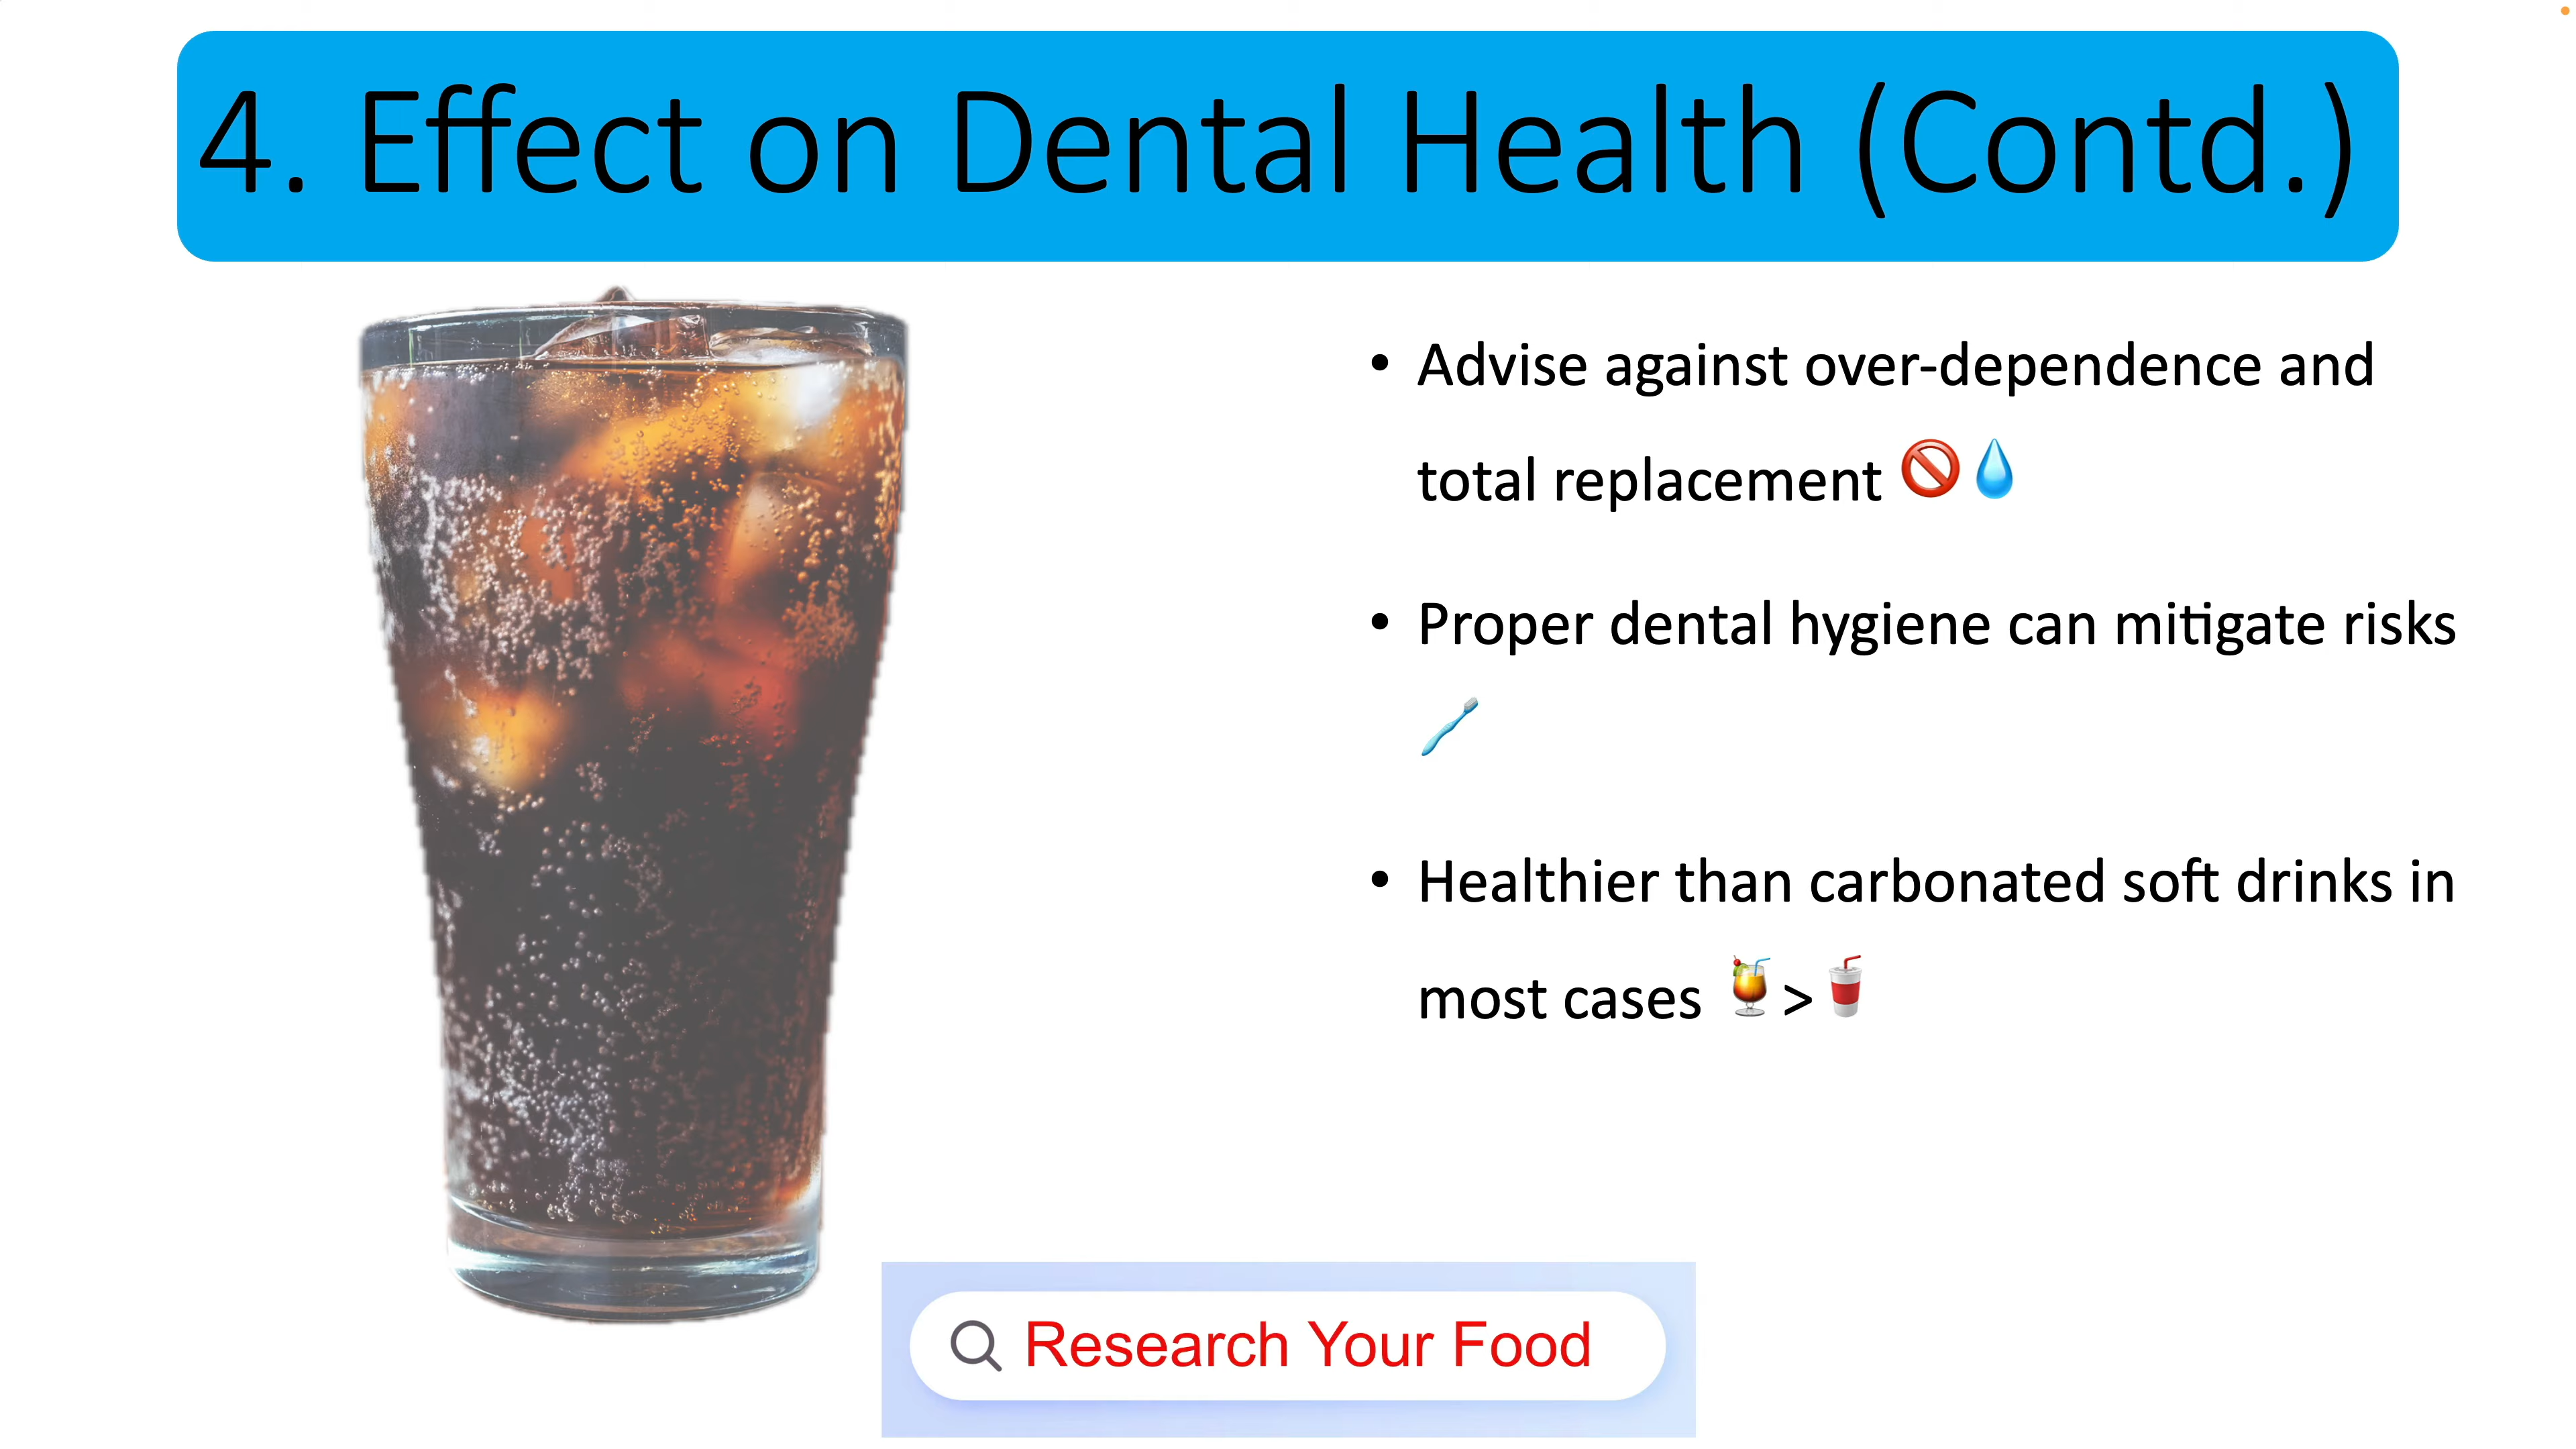 4. Effect on Dental Health (Contd.)
• Advise against over-dependence and
total replacement 🚫💧
• Proper dental hygiene can mitigate risks
🪥
• Healthier than carbonated soft drinks in
most cases 🍹>🥤
Research Your Food